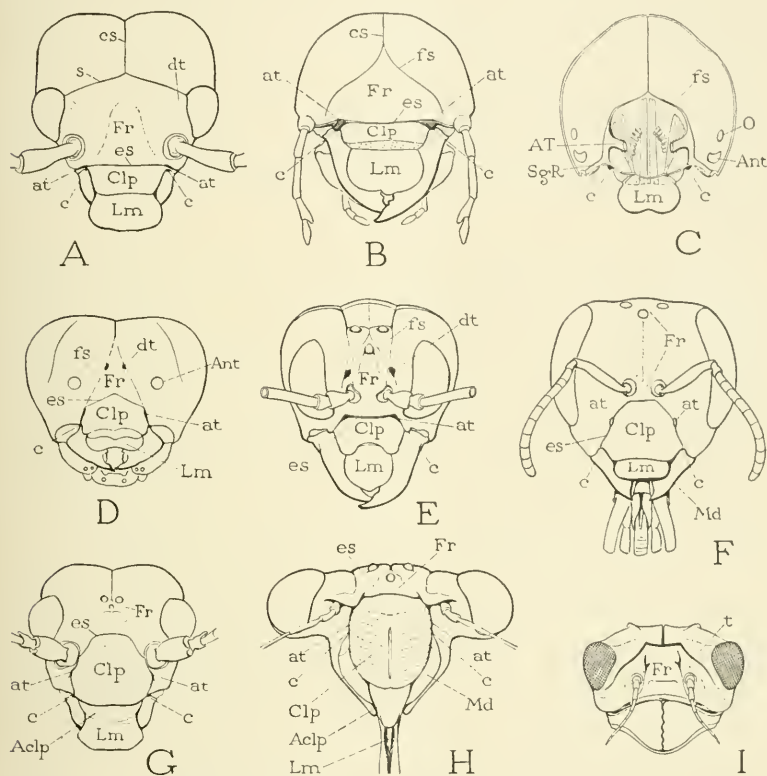 cs
s
dt
Fr
es
at
at
Clp
c
c
Lm
A
cs
fs
at
at
Fr
es
Clp
c
c
Lm
B
fs
AT
O
SgR
Ant
c
c
Lm
C
dt
fs
Ant
Fr
es
Clp
at
c
Lm
D
fs
dt
Fr
at
Clp
es
Lm
c
E
Fr
at
at
es
Clp
c
c
Lm
Md
F
Fr
es
at
Clp
at
c
c
Aclp
Lm
G
es
Fr
at
at
c
c
Clp
Md
Aclp
Lm
H
t
Fr
I